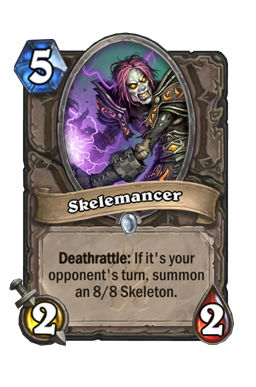 5
Skelemancer
Deathrattle: If it's your
opponent's turn, summon
an 8/8 Skeleton.
2
2